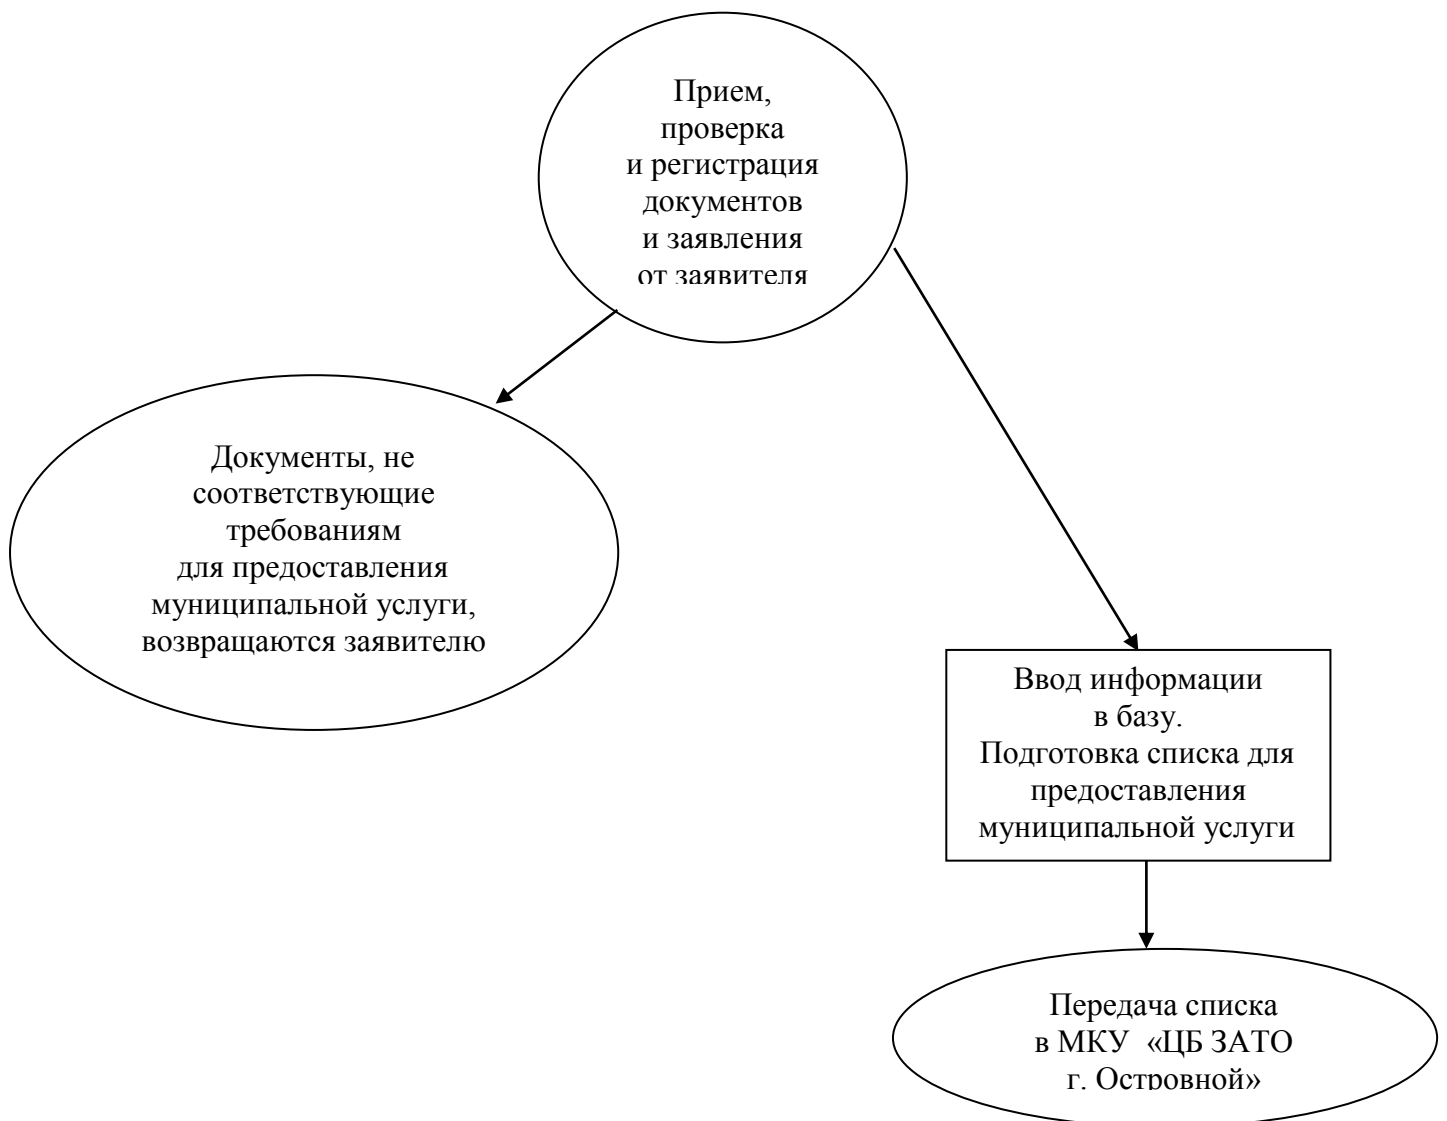 Прием,
проверка
и регистрация
документов
и заявления
от заявителя
Документы, не
соответствующие
требованиям
для предоставления
муниципальной услуги,
возвращаются заявителю
Ввод информации
в базу.
Подготовка списка для
предоставления
муниципальной услуги
Передача списка
в МКУ «ЦБ ЗАТО
г. Островной»